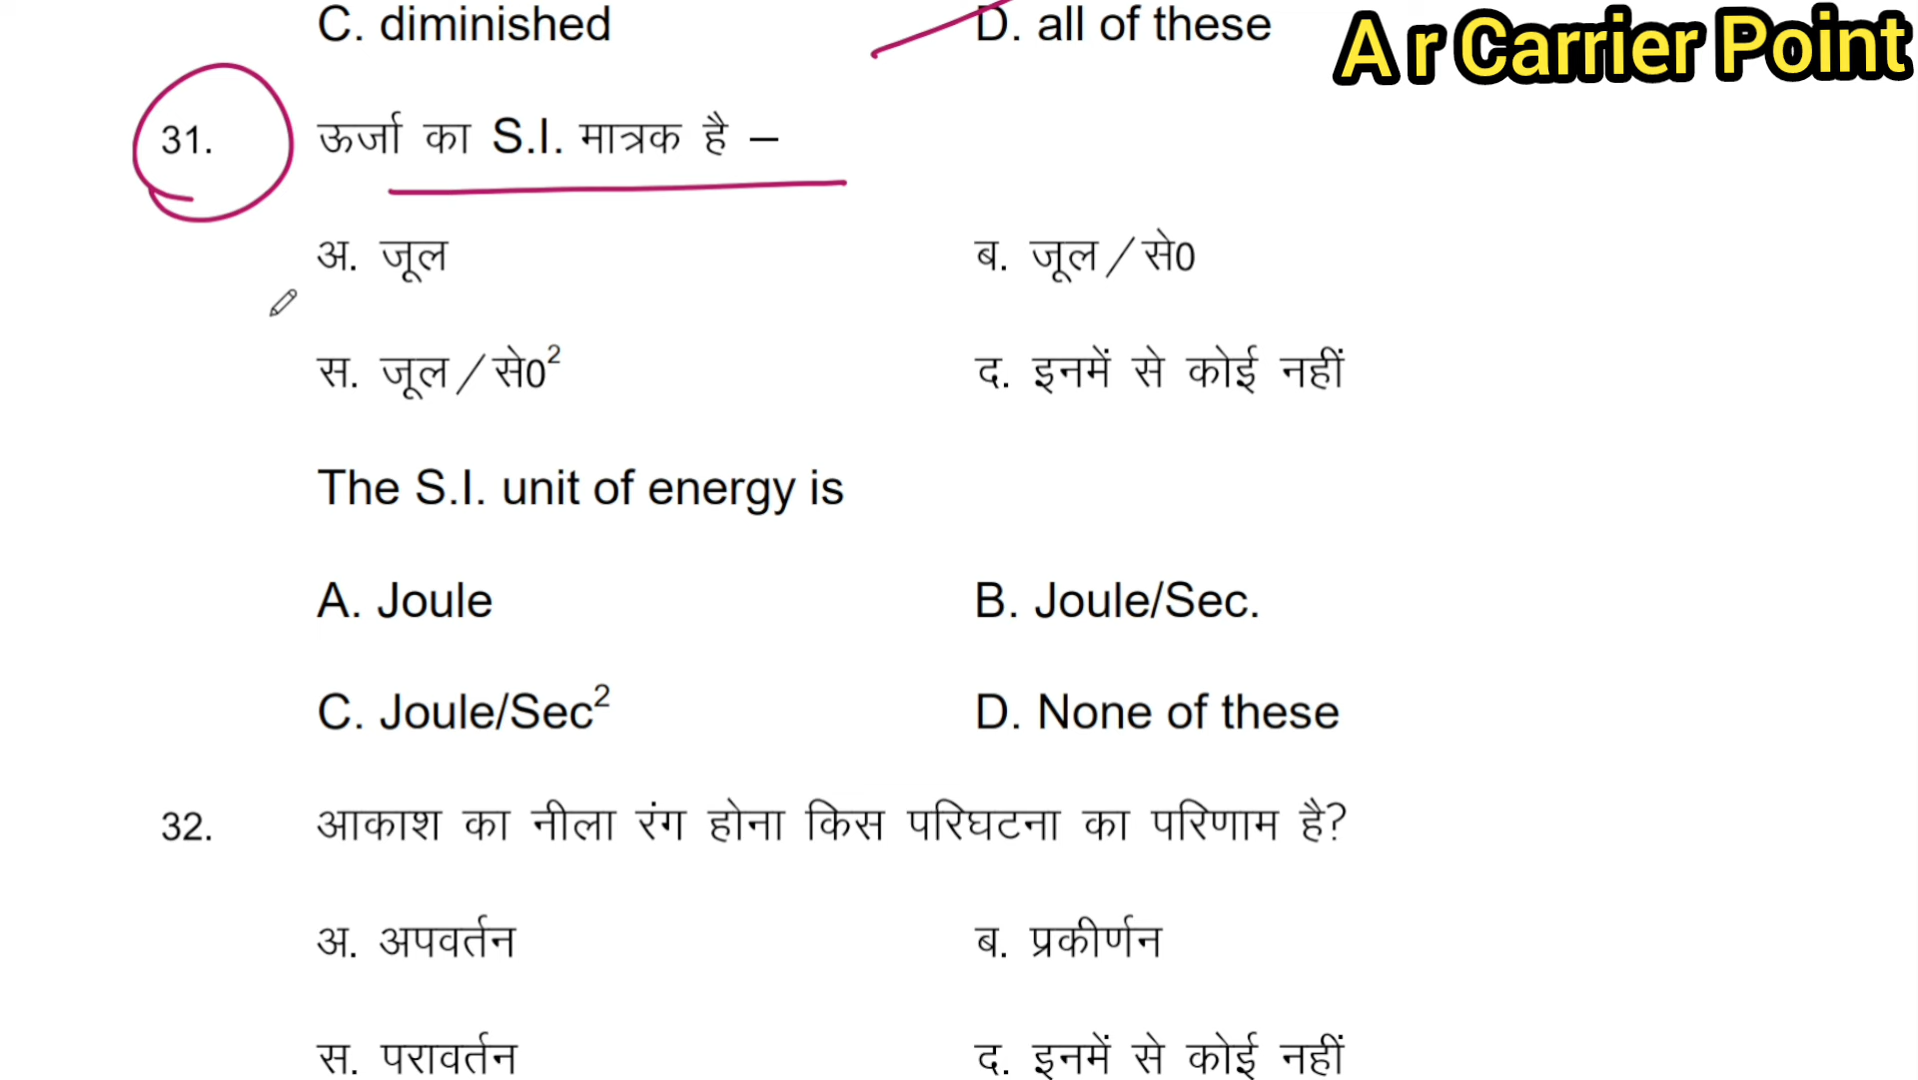 C. diminished D. all of these
A r Carrier Point
31. ऊर्जा का S.I. मात्रक है –
अ. जूल ब. जूल/से0
स. जूल/से0² द. इनमें से कोई नहीं
The S.I. unit of energy is
A. Joule B. Joule/Sec.
C. Joule/Sec² D. None of these
32. आकाश का नीला रंग होना किस परिघटना का परिणाम है?
अ. अपवर्तन ब. प्रकीर्णन
स. परावर्तन द. इनमें से कोई नहीं